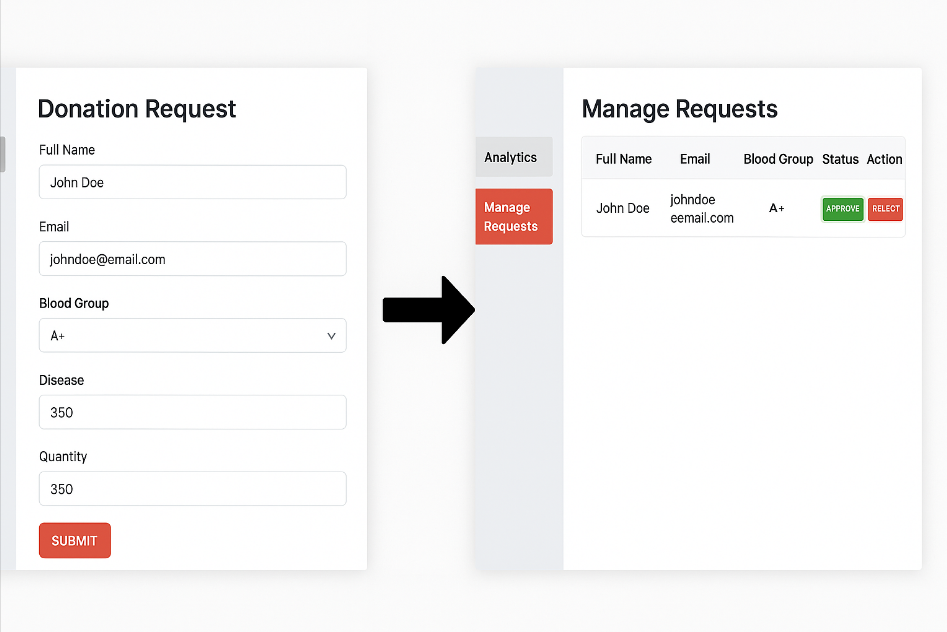 Donation Request
Full Name
John Doe
Email
johndoe@email.com
Blood Group
A+
Disease
350
Quantity
350
SUBMIT
Analytics
Manage
Requests
Manage Requests
Full Name Email Blood Group Status Action
John Doe johndoe
eemail.com A+ APPROVE RELECT